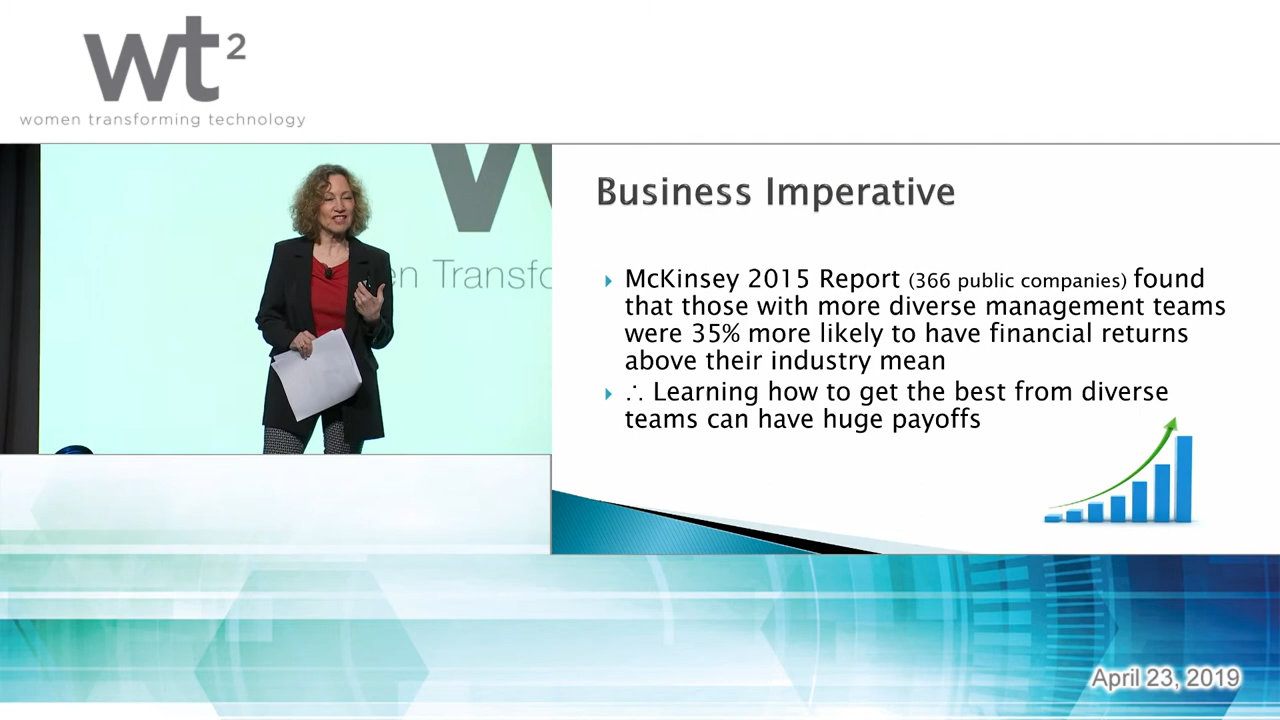 wt2
women transforming technology
W
en Transfo
Business Imperative
McKinsey 2015 Report (366 public companies) found
that those with more diverse management teams
were 35% more likely to have financial returns
above their industry mean
∴ Learning how to get the best from diverse
teams can have huge payoffs
April 23, 2019